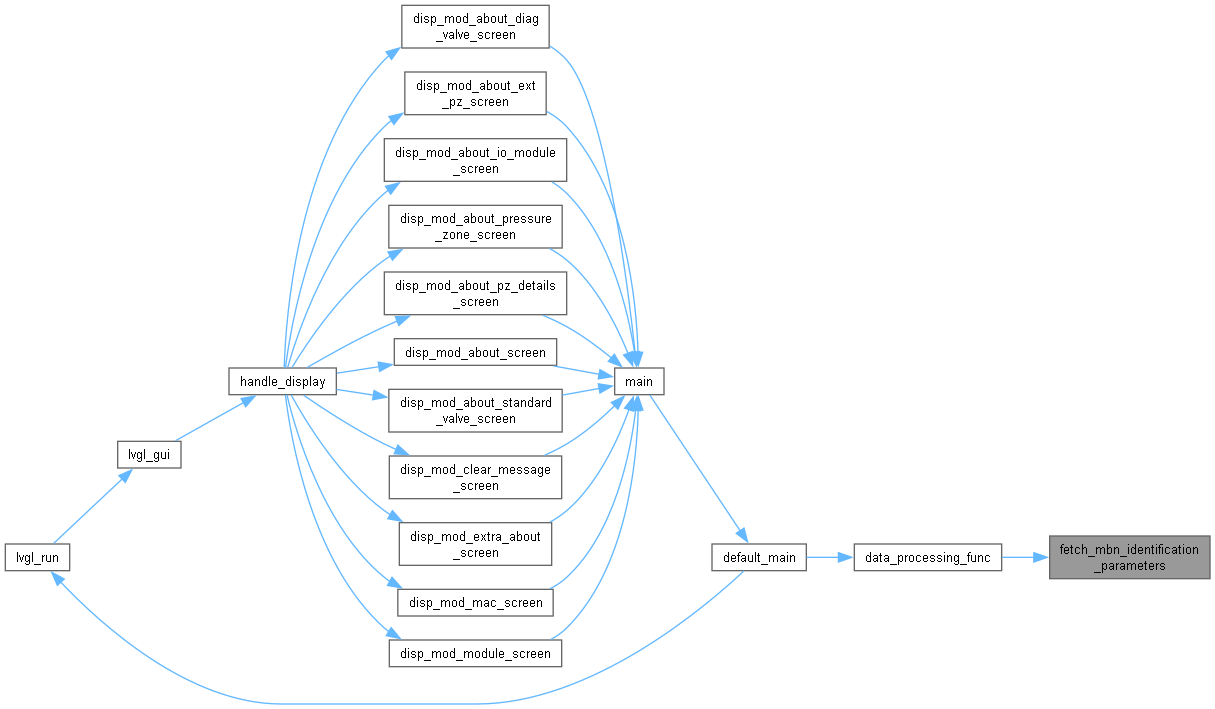 disp_mod_about_diag
_valve_screen
disp_mod_about_ext
_pz_screen
disp_mod_about_io_module
_screen
disp_mod_about_pressure
_zone_screen
disp_mod_about_pz_details
_screen
disp_mod_about_screen
handle_display
main
disp_mod_about_standard
_valve_screen
lvgl_gui
disp_mod_clear_message
_screen
disp_mod_extra_about
_screen
lvgl_run
default_main
data_processing_func
fetch_mbn_identification
_parameters
disp_mod_mac_screen
disp_mod_module_screen